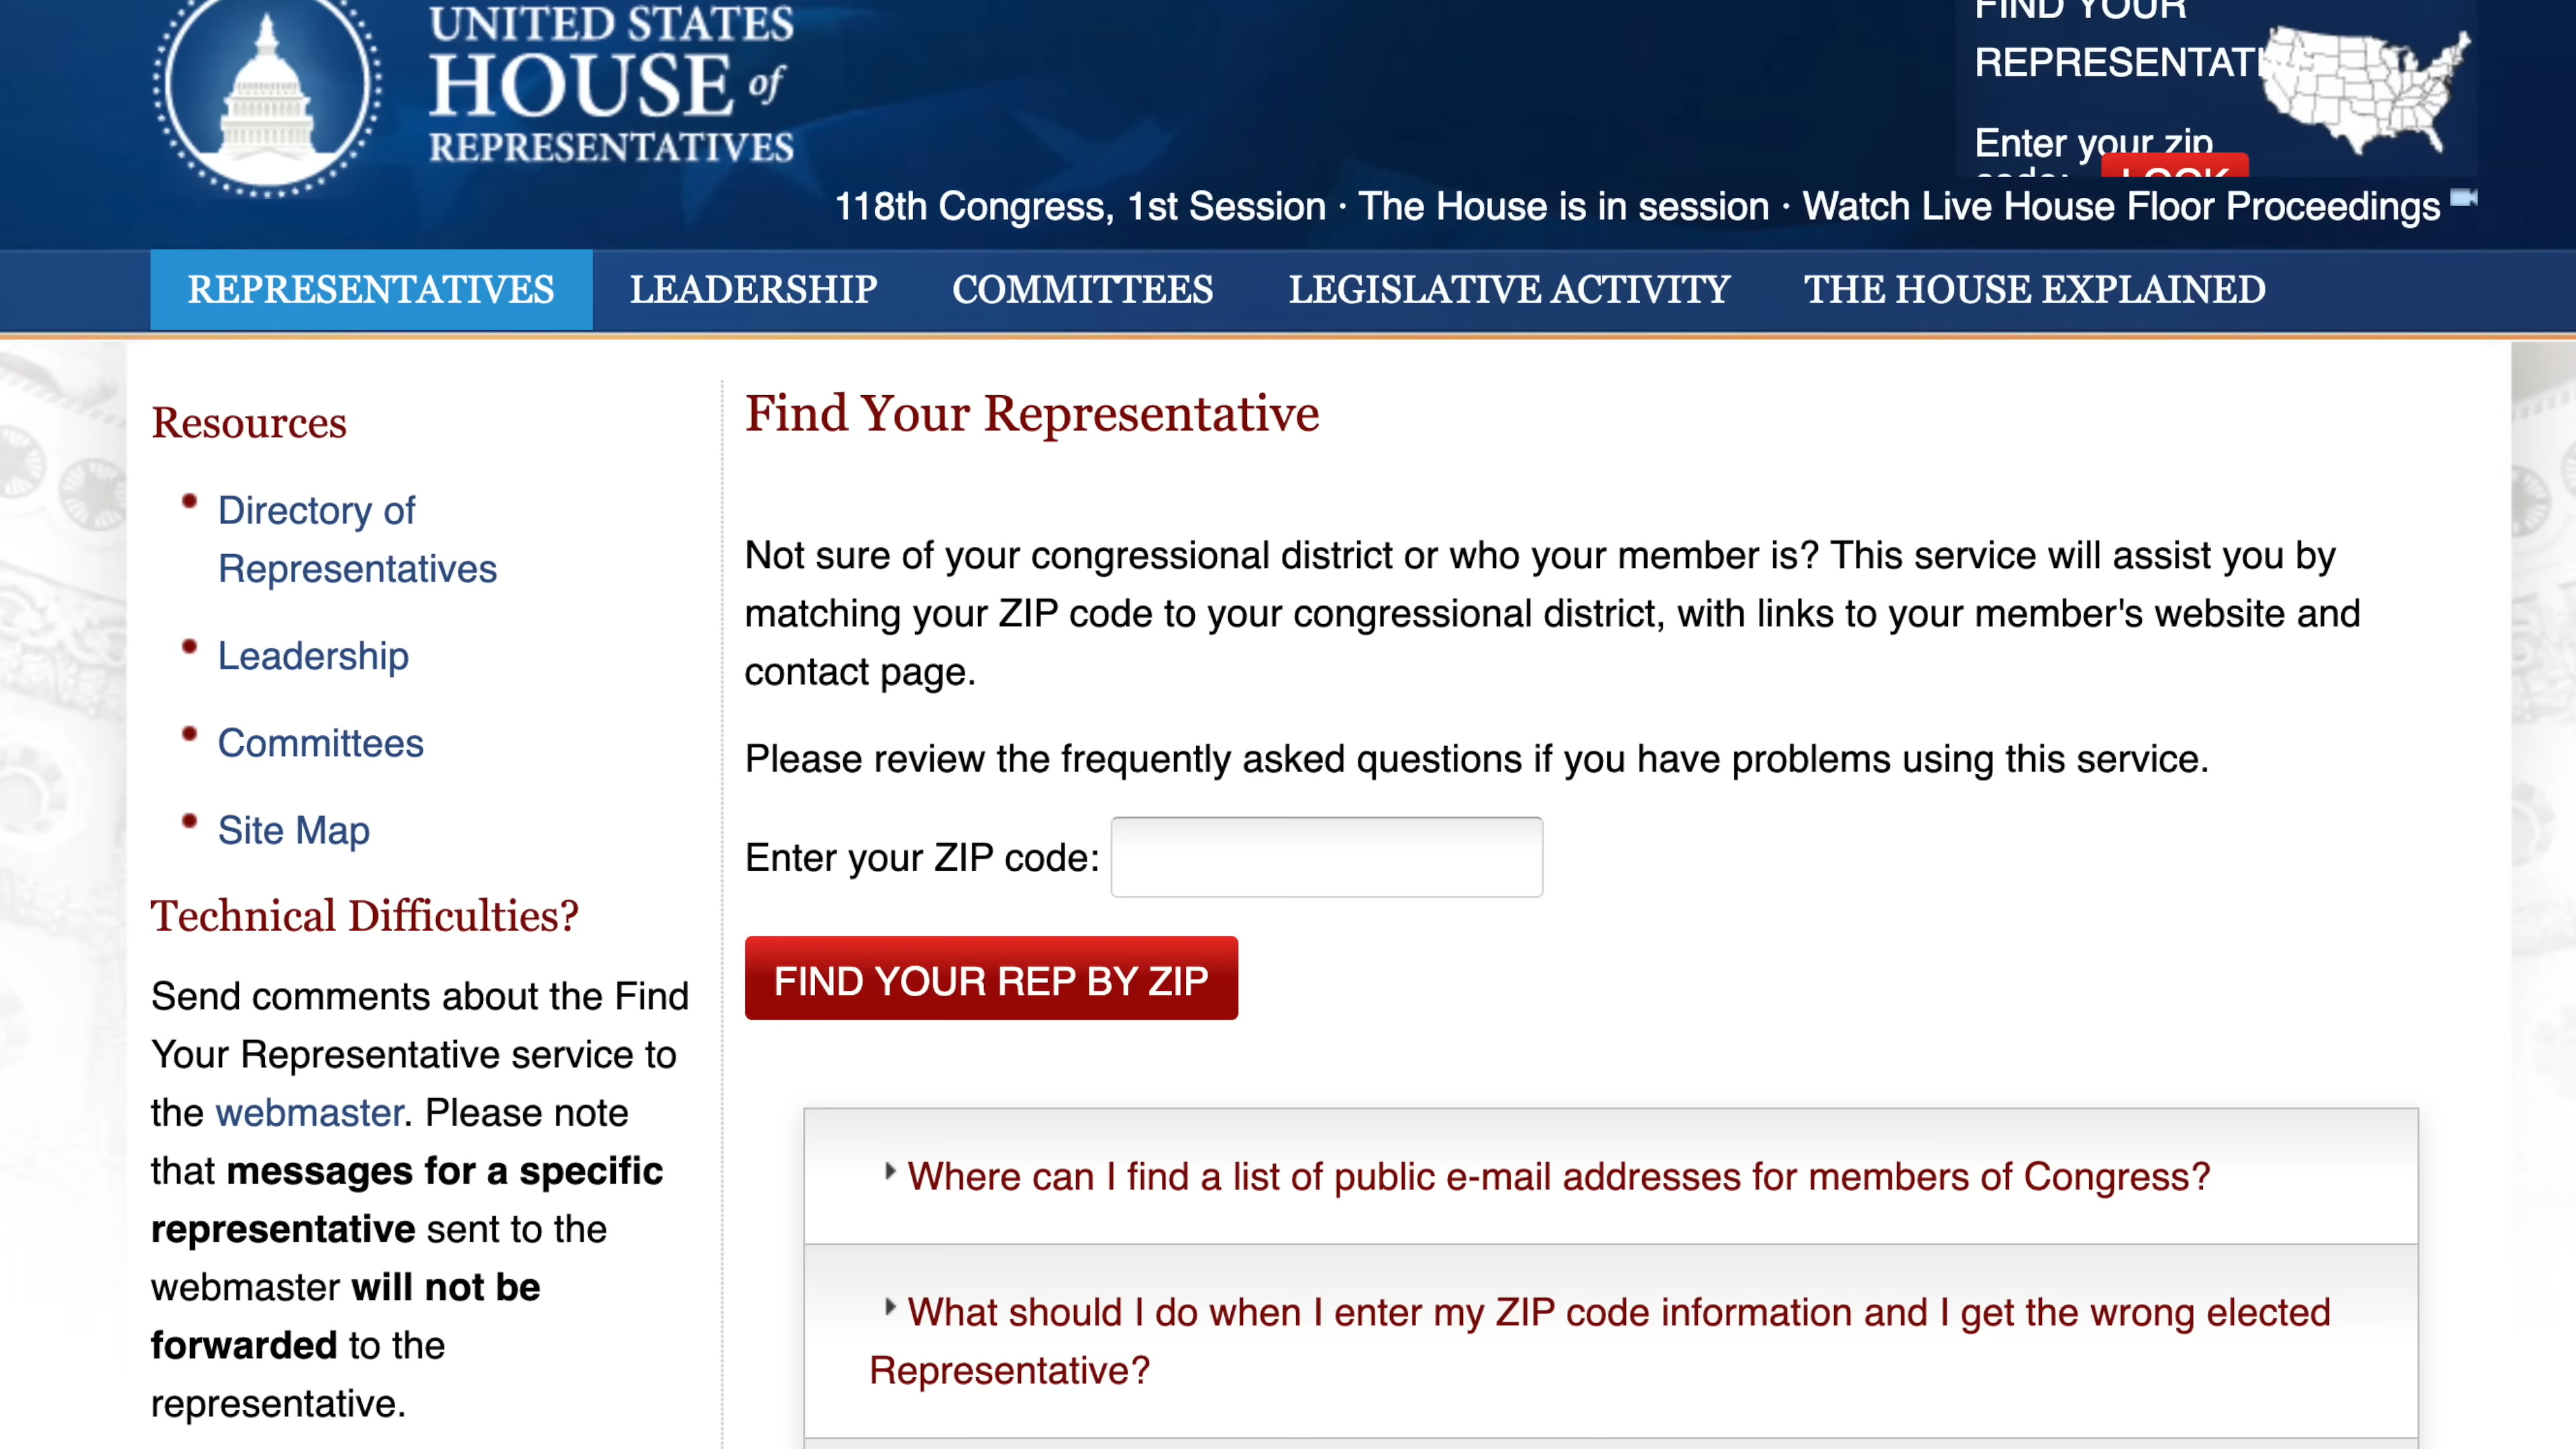 UNITED STATES
HOUSE of
REPRESENTATIVES
FIND YOUR
REPRESENTATI
Enter your zip
code:
LOOK
118th Congress, 1st Session · The House is in session · Watch Live House Floor Proceedings
REPRESENTATIVES LEADERSHIP COMMITTEES LEGISLATIVE ACTIVITY THE HOUSE EXPLAINED
Resources
Directory of
Representatives
Leadership
Committees
Site Map
Technical Difficulties?
Send comments about the Find
Your Representative service to
the webmaster. Please note
that messages for a specific
representative sent to the
webmaster will not be
forwarded to the
representative.
Find Your Representative
Not sure of your congressional district or who your member is? This service will assist you by
matching your ZIP code to your congressional district, with links to your member's website and
contact page.
Please review the frequently asked questions if you have problems using this service.
Enter your ZIP code:
FIND YOUR REP BY ZIP
Where can I find a list of public e-mail addresses for members of Congress?
What should I do when I enter my ZIP code information and I get the wrong elected
Representative?